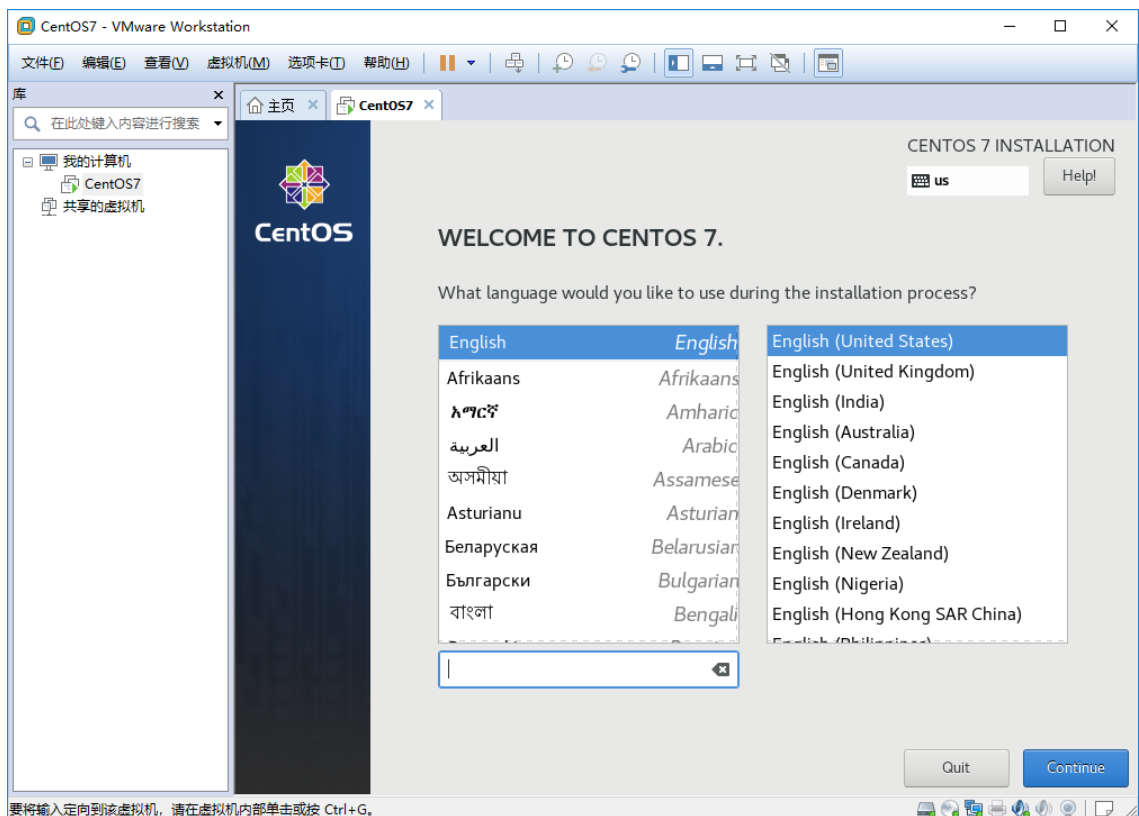 CentOS7 - VMware Workstation
文件(F) 编辑(E) 查看(V) 虚拟机(M) 选项卡(T) 帮助(H)
库
在此处键入内容进行搜索
我的计算机
CentOS7
共享的虚拟机
主页
CentOS7
CentOS
CENTOS 7 INSTALLATION
us
Help!
WELCOME TO CENTOS 7.
What language would you like to use during the installation process?
English English
Afrikaans Afrikaans
አማርኛ Amharic
العربية Arabic
অসমীয়া Assamese
Asturianu Asturian
Беларуская Belarusian
Български Bulgarian
বাংলা Bengali
English (United States)
English (United Kingdom)
English (India)
English (Australia)
English (Canada)
English (Denmark)
English (Ireland)
English (New Zealand)
English (Nigeria)
English (Hong Kong SAR China)
English (Philippines)
Quit
Continue
要将输入定向到该虚拟机，请在虚拟机内部单击或按 Ctrl+G。